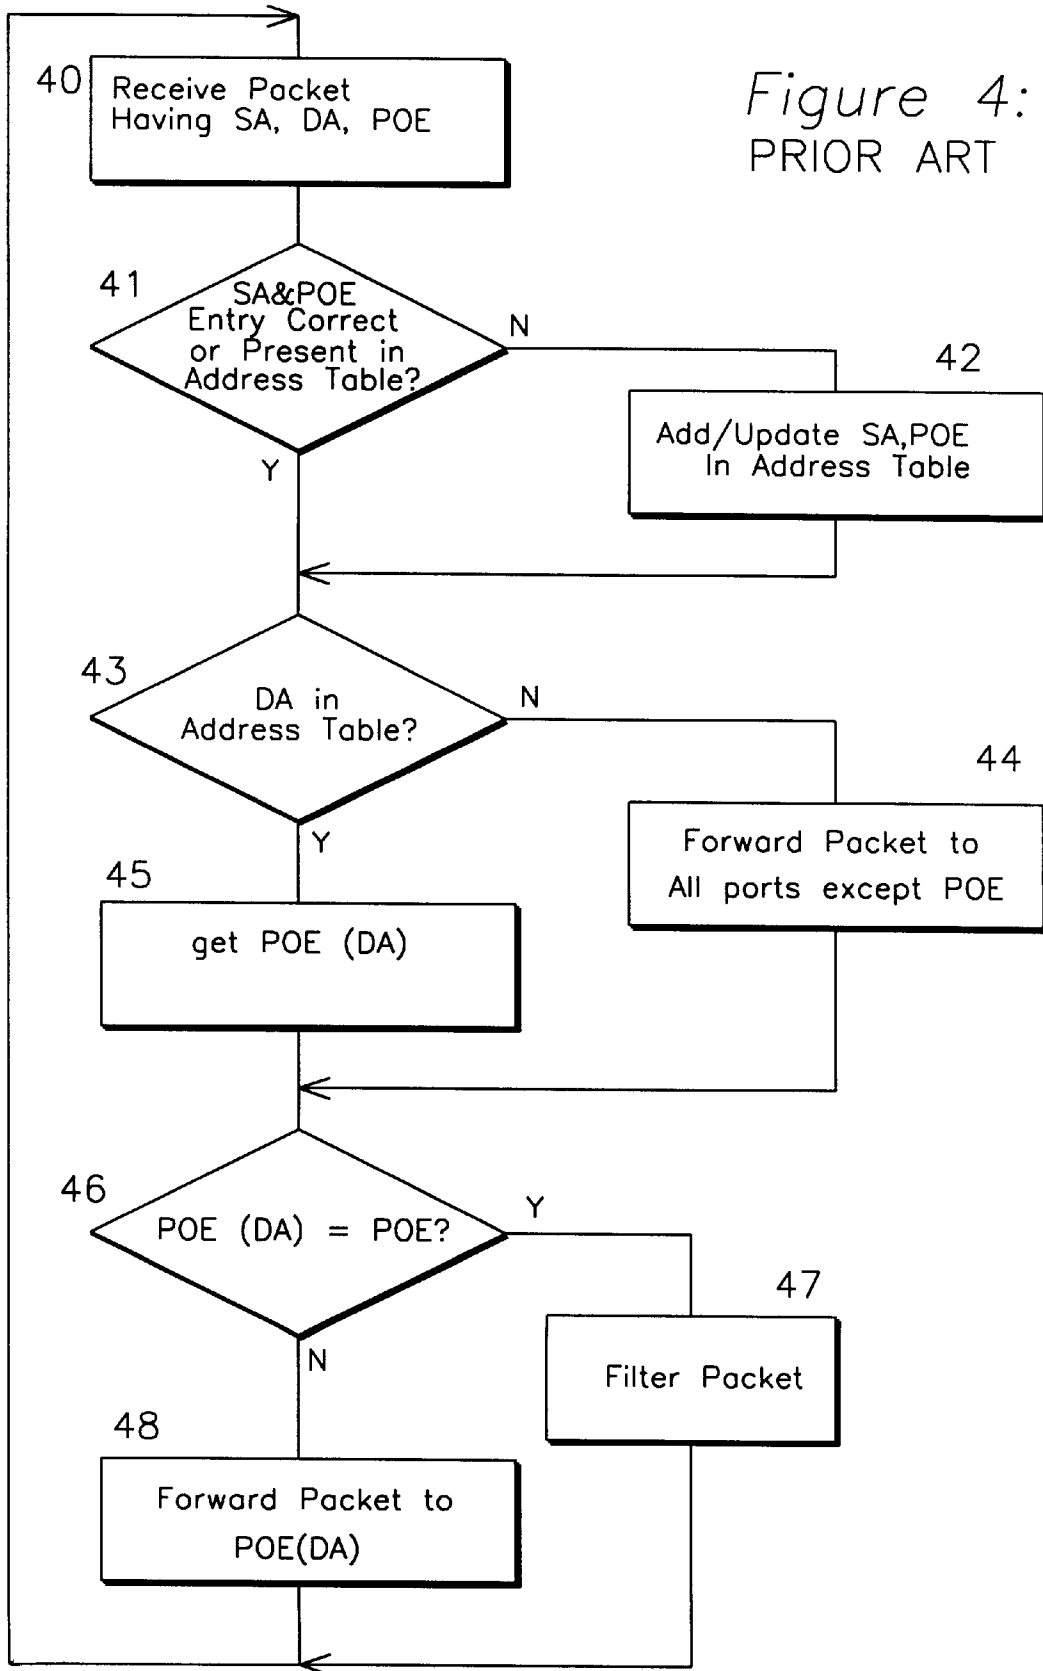 Figure 4:
PRIOR ART
40
Receive Packet
Having SA, DA, POE
41
SA&POE
Entry Correct
or Present in
Address Table?
N
Y
42
Add/Update SA,POE
In Address Table
43
DA in
Address Table?
N
Y
44
Forward Packet to
All ports except POE
45
get POE (DA)
46
POE (DA) = POE?
Y
N
47
Filter Packet
48
Forward Packet to
POE(DA)